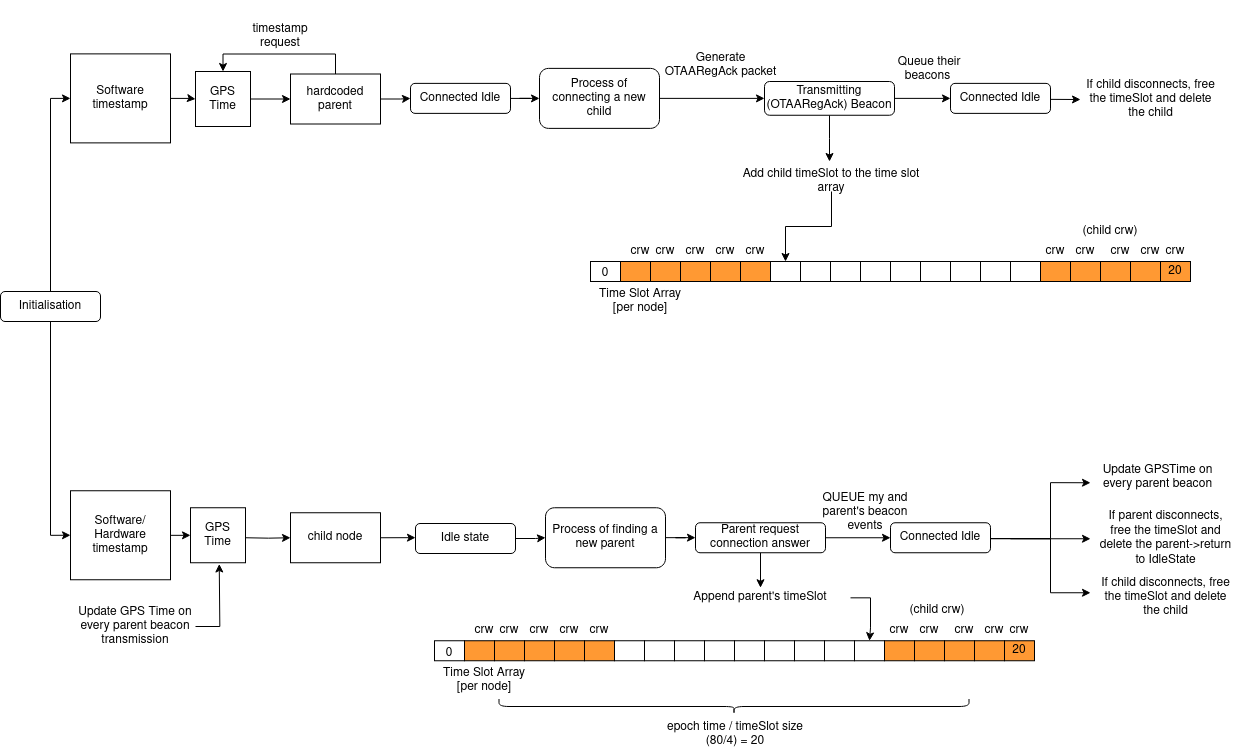 timestamp
request
Software
timestamp
GPS
Time
hardcoded
parent
Connected Idle
Process of
connecting a new
child
Generate
OTAARegAck packet
Transmitting
(OTAARegAck) Beacon
Queue their
beacons
Connected Idle
If child disconnects, free
the timeSlot and delete
the child
Add child timeSlot to the time slot
array
(child crw)
crw crw crw crw crw crw crw crw crw crw
0 20
Time Slot Array
[per node]
Initialisation
Software/
Hardware
timestamp
GPS
Time
child node
Idle state
Process of finding a
new parent
Parent request
connection answer
QUEUE my and
parent's beacon
events
Connected Idle
Update GPSTime on
every parent beacon
If parent disconnects,
free the timeSlot and
delete the parent->return
to IdleState
If child disconnects, free
the timeSlot and delete
the child
Update GPS Time on
every parent beacon
transmission
Append parent's timeSlot
(child crw)
crw crw crw crw crw crw crw crw crw crw
0 20
Time Slot Array
[per node]
epoch time / timeSlot size
(80/4) = 20